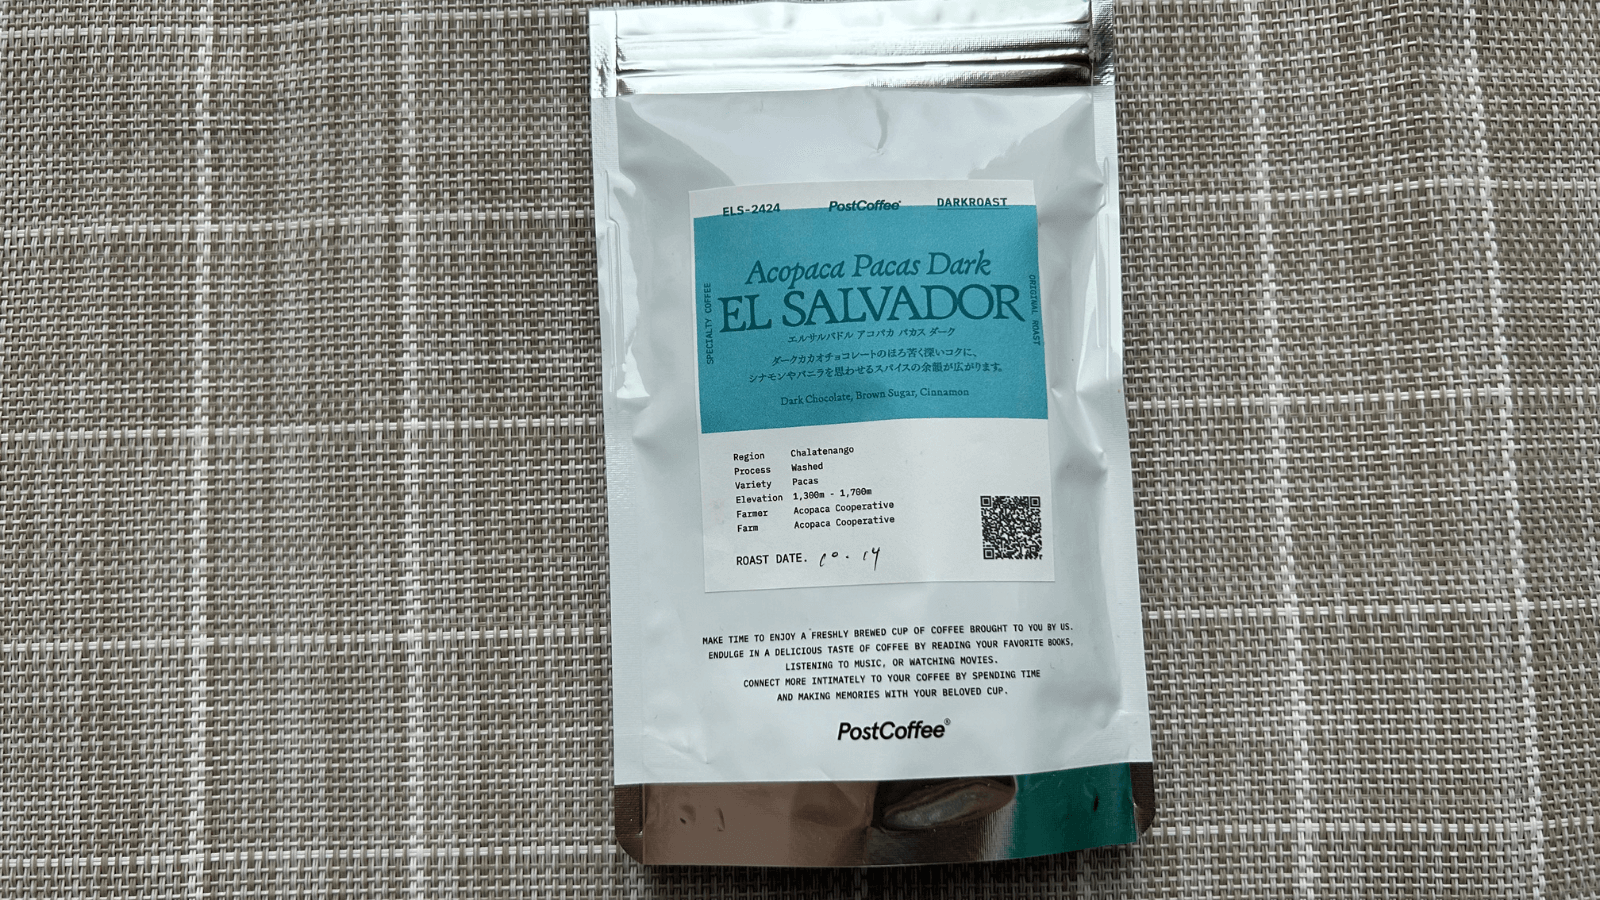 ELS-2424 PostCoffee® DARKROAST
Acopaca Pacas Dark
EL SALVADOR
エルサルバドル アコパカ パカス ダーク
ダークカカオチョコレートのほろ苦く深いコクに、
シナモンやバニラを思わせるスパイスの余韻が広がります。
Dark Chocolate, Brown Sugar, Cinnamon
SPECIALTY COFFEE
ORIGINAL ROAST
Region Chalatenango
Process Washed
Variety Pacas
Elevation 1,300m - 1,700m
Farmer Acopaca Cooperative
Farm Acopaca Cooperative
ROAST DATE. 10.14
MAKE TIME TO ENJOY A FRESHLY BREWED CUP OF COFFEE BROUGHT TO YOU BY US.
ENDULGE IN A DELICIOUS TASTE OF COFFEE BY READING YOUR FAVORITE BOOKS,
LISTENING TO MUSIC, OR WATCHING MOVIES.
CONNECT MORE INTIMATELY TO YOUR COFFEE BY SPENDING TIME
AND MAKING MEMORIES WITH YOUR BELOVED CUP.
PostCoffee®